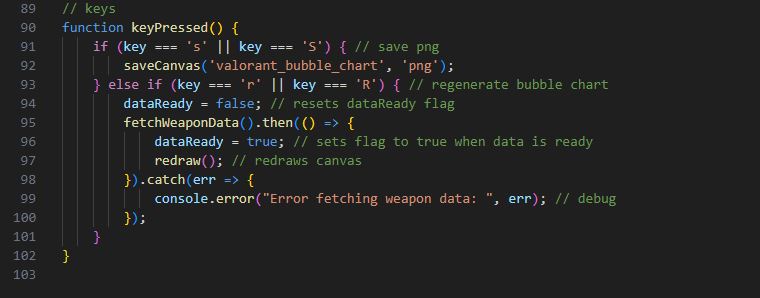 89 // keys
90 function keyPressed() {
91     if (key === 's' || key === 'S') { // save png
92         saveCanvas('valorant_bubble_chart', 'png');
93     } else if (key === 'r' || key === 'R') { // regenerate bubble chart
94         dataReady = false; // resets dataReady flag
95         fetchWeaponData().then(() => {
96             dataReady = true; // sets flag to true when data is ready
97             redraw(); // redraws canvas
98         }).catch(err => {
99             console.error("Error fetching weapon data: ", err); // debug
100         });
101     }
102 }
103